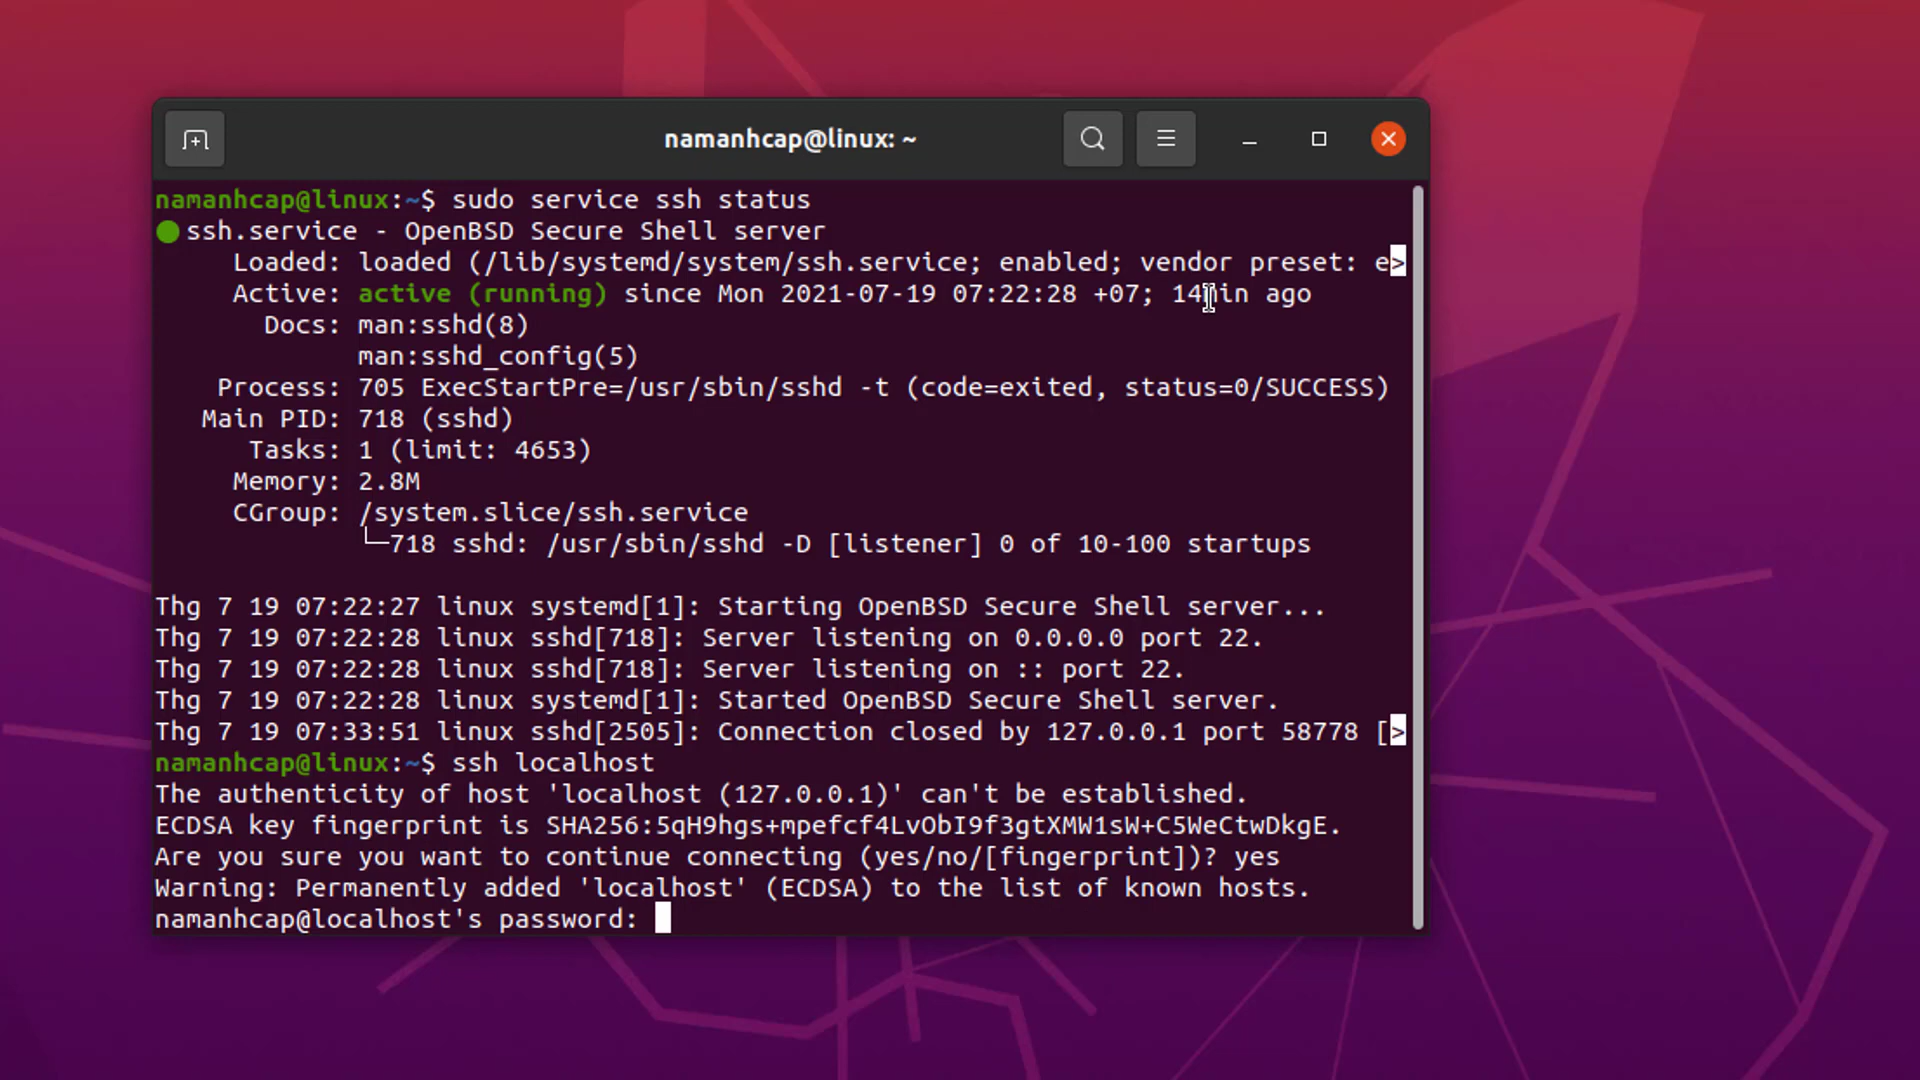 namanhcap@linux: ~
namanhcap@linux:~$ sudo service ssh status
● ssh.service - OpenBSD Secure Shell server
Loaded: loaded (/lib/systemd/system/ssh.service; enabled; vendor preset: e>
Active: active (running) since Mon 2021-07-19 07:22:28 +07; 14min ago
Docs: man:sshd(8)
man:sshd_config(5)
Process: 705 ExecStartPre=/usr/sbin/sshd -t (code=exited, status=0/SUCCESS)
Main PID: 718 (sshd)
Tasks: 1 (limit: 4653)
Memory: 2.8M
CGroup: /system.slice/ssh.service
└─718 sshd: /usr/sbin/sshd -D [listener] 0 of 10-100 startups
Thg 7 19 07:22:27 linux systemd[1]: Starting OpenBSD Secure Shell server...
Thg 7 19 07:22:28 linux sshd[718]: Server listening on 0.0.0.0 port 22.
Thg 7 19 07:22:28 linux sshd[718]: Server listening on :: port 22.
Thg 7 19 07:22:28 linux systemd[1]: Started OpenBSD Secure Shell server.
Thg 7 19 07:33:51 linux sshd[2505]: Connection closed by 127.0.0.1 port 58778 [>
namanhcap@linux:~$ ssh localhost
The authenticity of host 'localhost (127.0.0.1)' can't be established.
ECDSA key fingerprint is SHA256:5qH9hgs+mpefcf4LvObI9f3gtXMW1sW+C5WeCtwDkgE.
Are you sure you want to continue connecting (yes/no/[fingerprint])? yes
Warning: Permanently added 'localhost' (ECDSA) to the list of known hosts.
namanhcap@localhost's password: